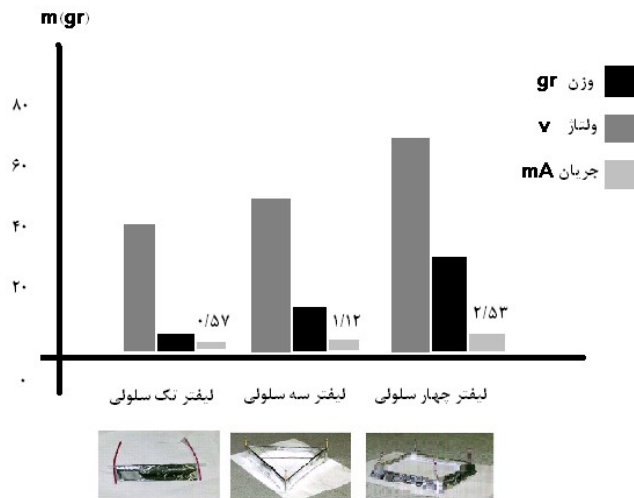 m(gr)
۸۰
۶۰
۴۰
۲۰
۰
وزن gr
ولتاژ v
جریان mA
۰/۵۷
۱/۱۲
۲/۵۳
لیفتر تک سلولی
لیفتر سه سلولی
لیفتر چهار سلولی